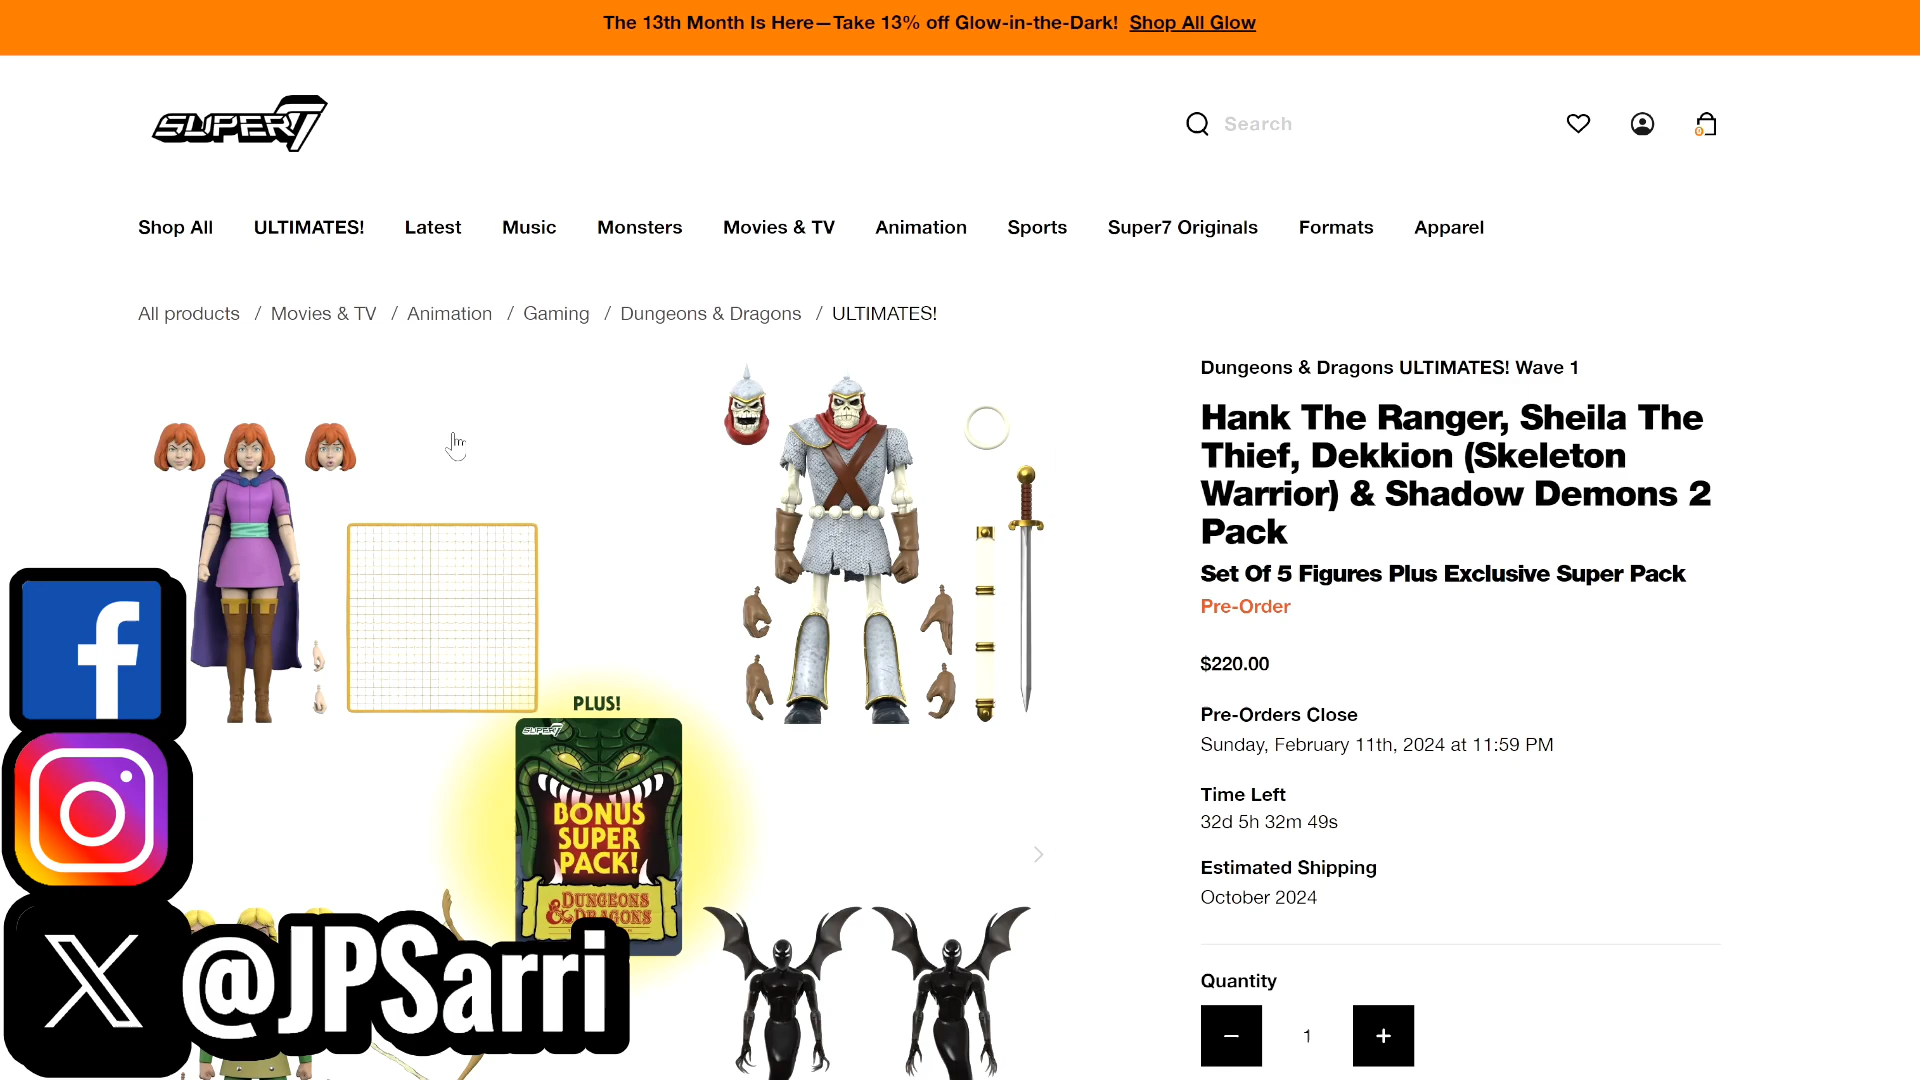 The 13th Month Is Here—Take 13% off Glow-in-the-Dark! Shop All Glow
SUPER7
Search
0
Shop All ULTIMATES! Latest Music Monsters Movies & TV Animation Sports Super7 Originals Formats Apparel
All products / Movies & TV / Animation / Gaming / Dungeons & Dragons / ULTIMATES!
Dungeons & Dragons ULTIMATES! Wave 1
Hank The Ranger, Sheila The
Thief, Dekkion (Skeleton
Warrior) & Shadow Demons 2
Pack
Set Of 5 Figures Plus Exclusive Super Pack
Pre-Order
$220.00
Pre-Orders Close
Sunday, February 11th, 2024 at 11:59 PM
Time Left
32d 5h 32m 49s
Estimated Shipping
October 2024
Quantity
− 1 +
PLUS!
SUPER7
BONUS
SUPER
PACK!
DUNGEONS
& DRAGONS
@JPSarri